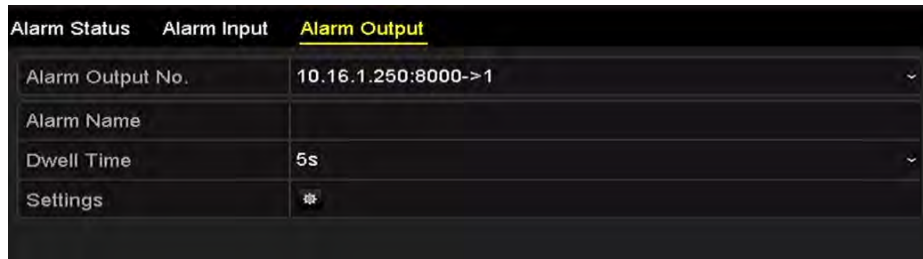 Alarm Status Alarm Input Alarm Output
Alarm Output No. 10.16.1.250:8000->1
Alarm Name
Dwell Time 5s
Settings